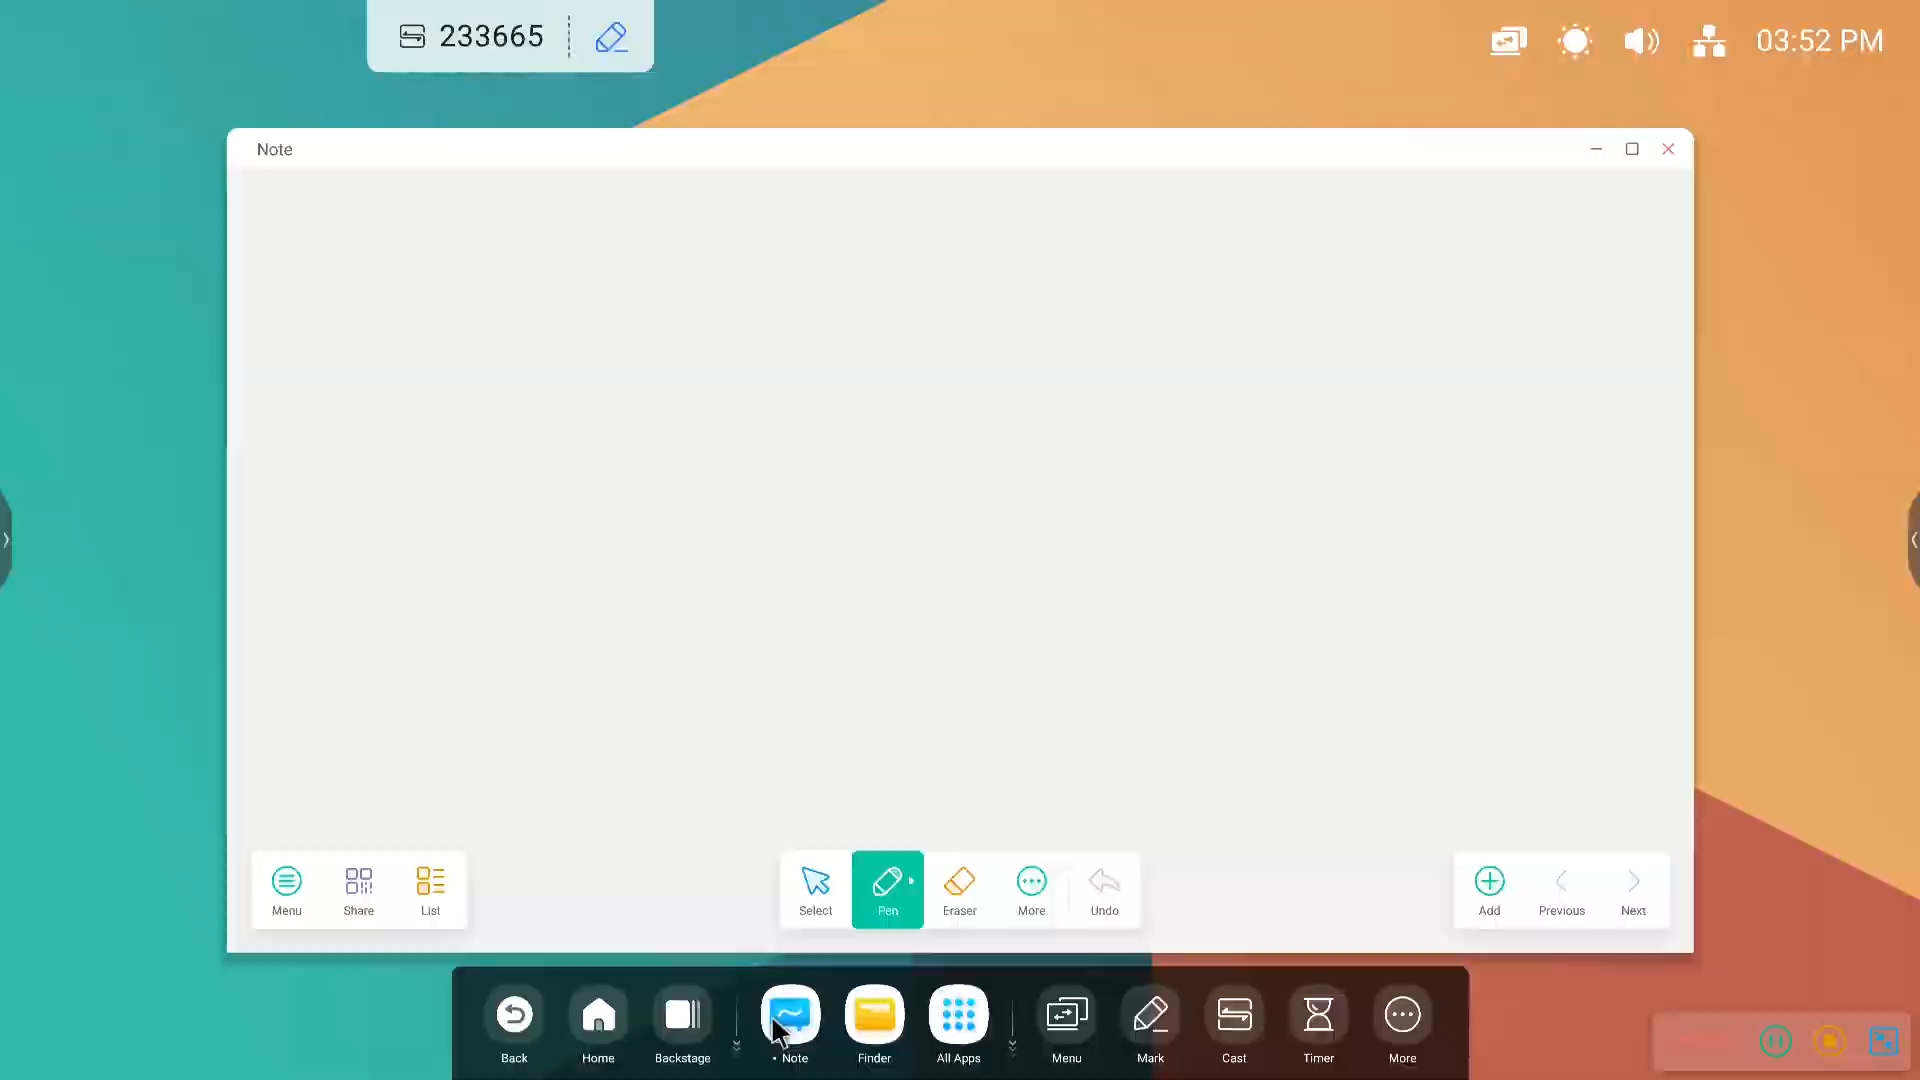 233665
03:52 PM
Note
Menu
Share
List
Select
Pen
Eraser
More
Undo
Add
Previous
Next
Back
Home
Backstage
• Note
Finder
All Apps
Menu
Mark
Cast
Timer
More